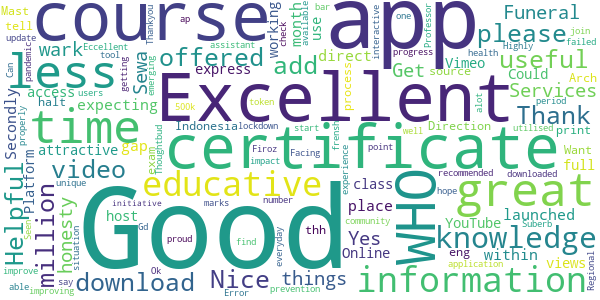 Mast ap course app Funeral
tell Thankyou working month one Professor please
update assistant bar interactive
Eccellent less wark offered check use available join failed
Can pandemic tool Sewa add direct Vimeo progress health Highly useful
getting emerging express process Get source Could Services
access users Excellent Arch
halt expecting time Indonesia lockdown 500k token start frensh Direction utilised Thank
Secondly properly attractive gap exam Thoughtloud Firoz impact Facing certificate well period print
Platform video educative experience point Want full
Helpful million honesty unique host marks number class recommended downloaded great
initiative Gd thh place community hope launched
Seen proud Good Yes YouTube Suberb knowledge
situation find everyday Online WHO within eng views
improve say Ok Nice things application
able improving download Error prevention information alot Regional